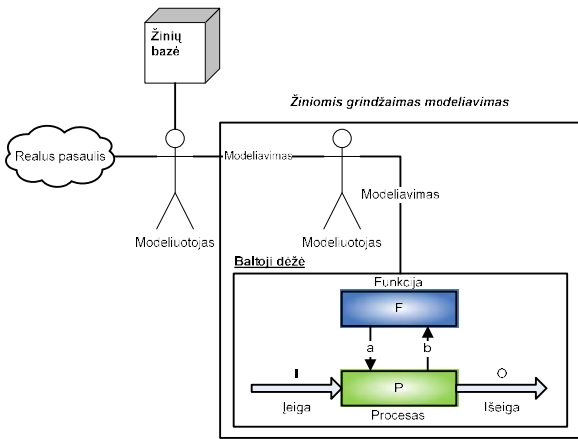 Žinių
bazė
Žiniomis grindžaimas modeliavimas
Realus pasaulis
Modeliavimas
Modeliavimas
Modeliuotojas
Modeliuotojas
Baltoji dėžė
Funkcija
F
a
b
I
P
O
Įeiga
Procesas
Išeiga